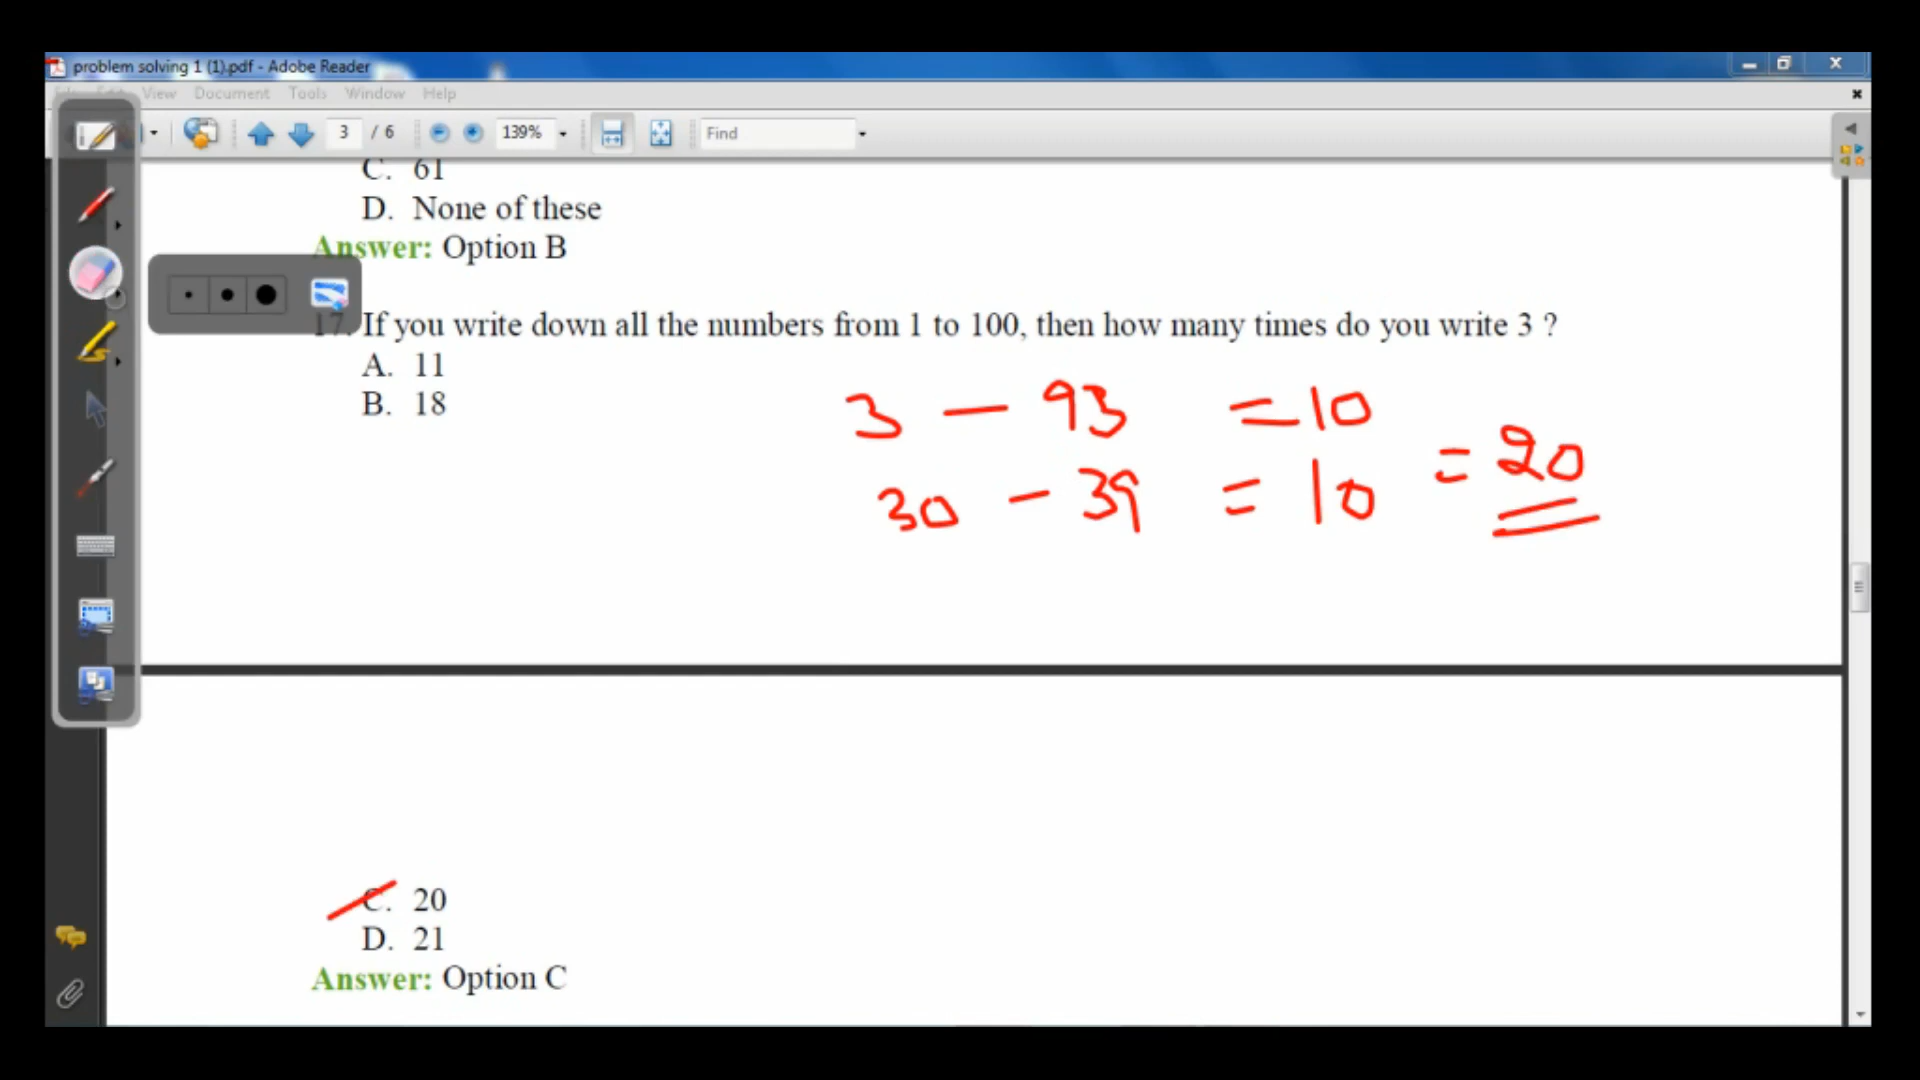 problem solving 1 (1).pdf - Adobe Reader
View Document Tools Window Help
3 / 6 139% Find
C. 61
D. None of these
Answer: Option B
17. If you write down all the numbers from 1 to 100, then how many times do you write 3 ?
A. 11
B. 18
3 — 93 = 10
30 - 39 = 10 = 20
C. 20
D. 21
Answer: Option C